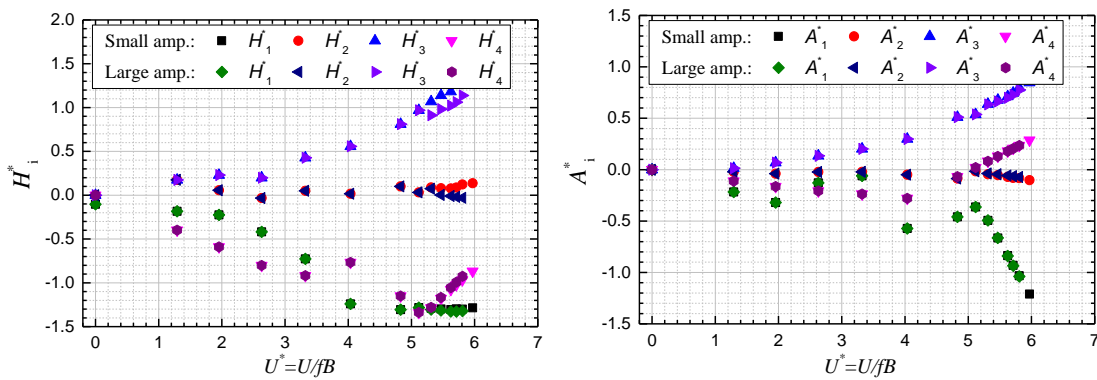 2.0
1.5
1.0
0.5
0.0
-0.5
-1.0
-1.5
H*i
Small amp.: H*1 H*2 H*3 H*4
Large amp.: H*1 H*2 H*3 H*4
0 1 2 3 4 5 6 7
U*=U/fB
1.5
1.0
0.5
0.0
-0.5
-1.0
-1.5
A*i
Small amp.: A*1 A*2 A*3 A*4
Large amp.: A*1 A*2 A*3 A*4
0 1 2 3 4 5 6 7
U*=U/fB